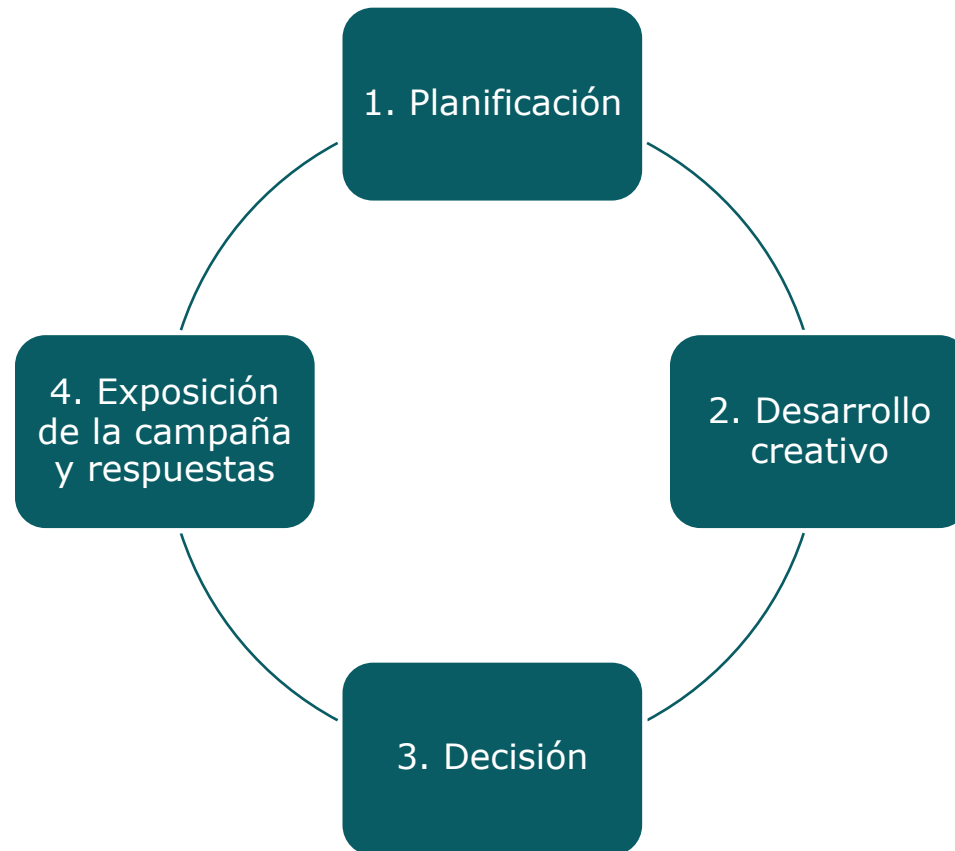 1. Planificación
2. Desarrollo
creativo
3. Decisión
4. Exposición
de la campaña
y respuestas